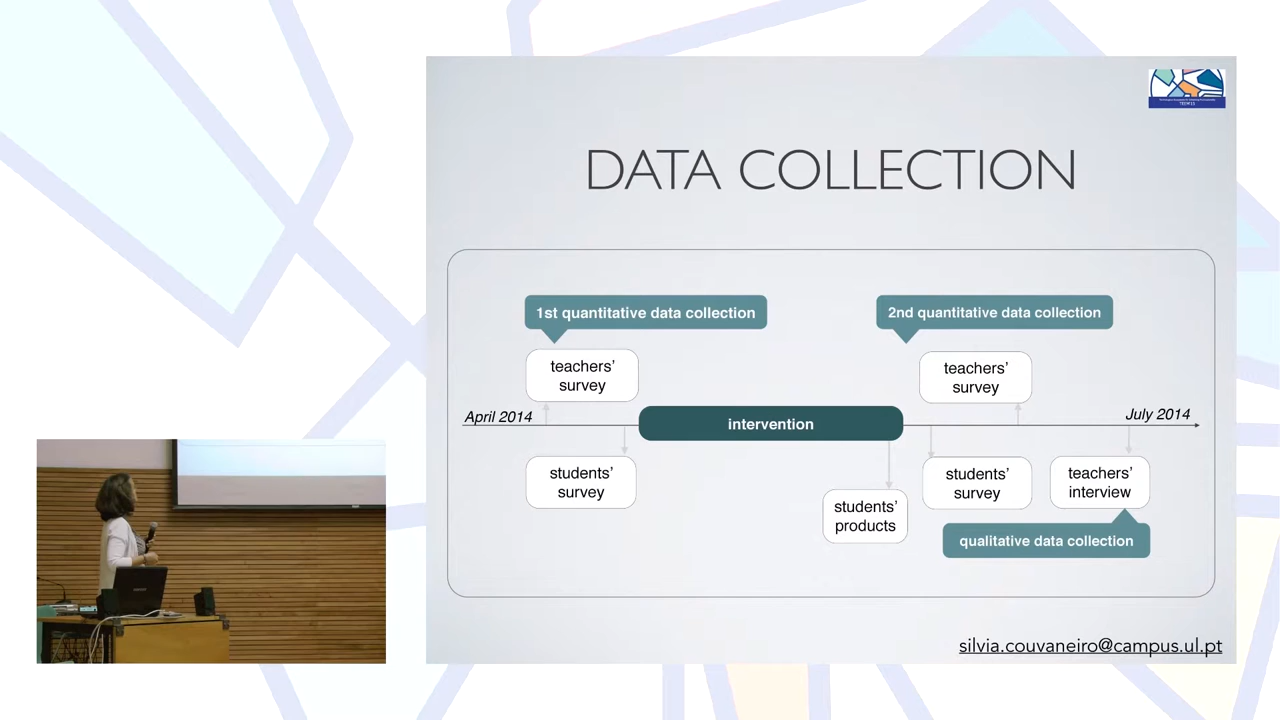 DATA COLLECTION
1st quantitative data collection
2nd quantitative data collection
teachers'
survey
teachers'
survey
April 2014
intervention
July 2014
students'
survey
students'
products
students'
survey
teachers'
interview
qualitative data collection
silvia.couvaneiro@campus.ul.pt